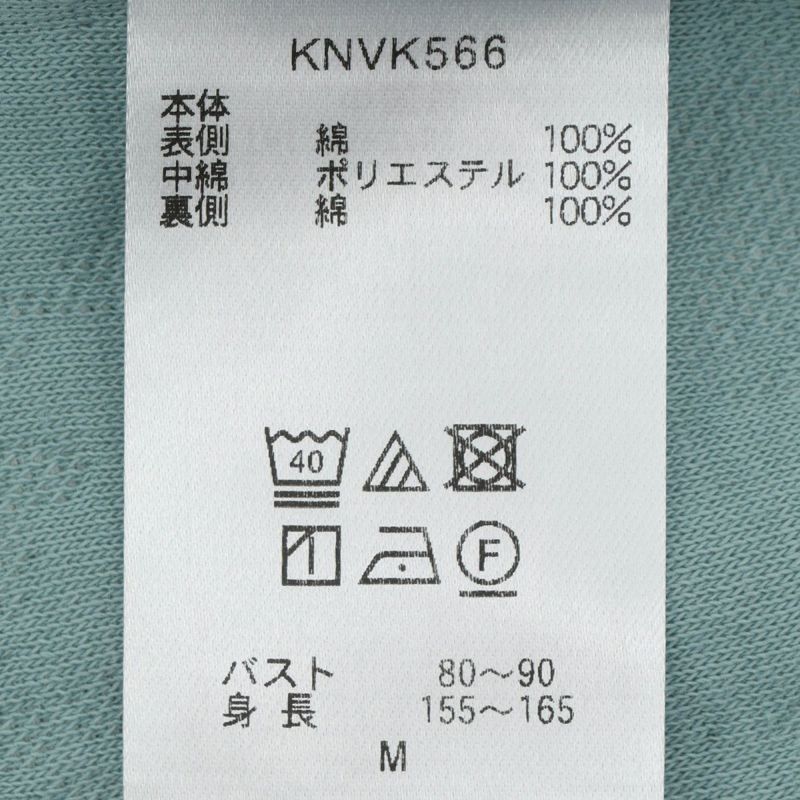 KNVK566
本体
表側 綿 100%
中綿 ポリエステル 100%
裏側 綿 100%
40
F
バスト 80～90
身長 155～165
M